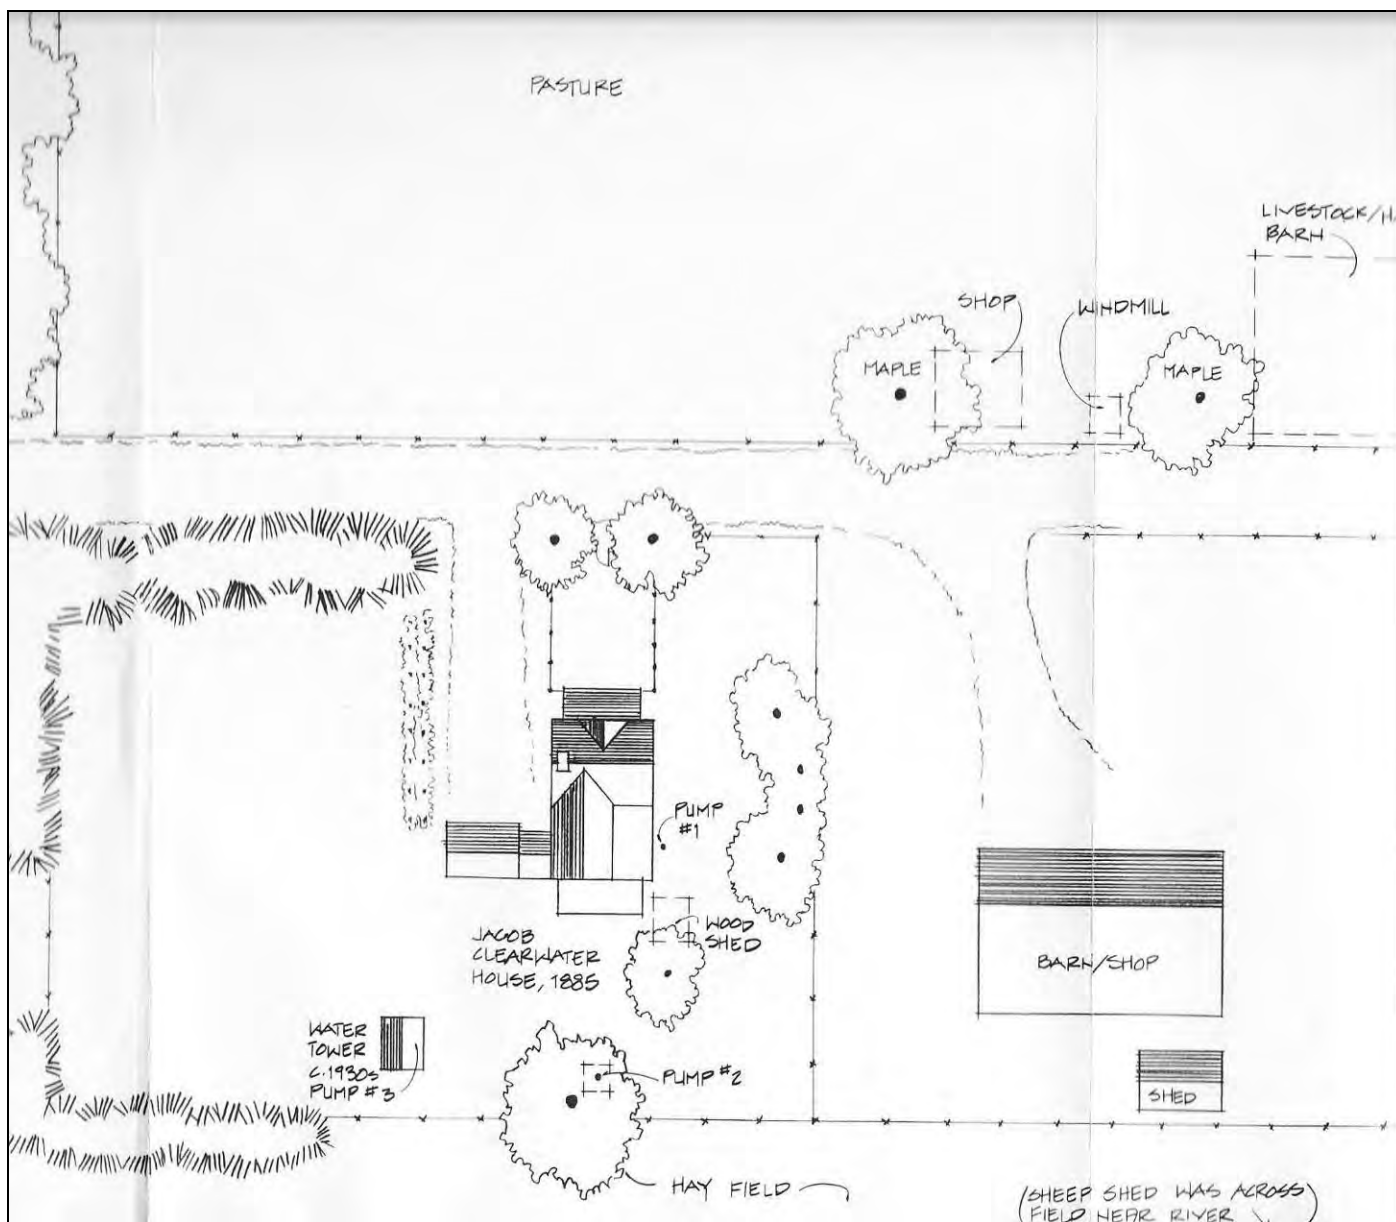 PASTURE
LIVESTOCK/H
BARN
SHOP
WINDMILL
MAPLE
MAPLE
PUMP
#1
WOOD
SHED
JACOB
CLEARWATER
HOUSE, 1885
BARN/SHOP
WATER
TOWER
C.1930s
PUMP #3
PUMP #2
SHED
HAY FIELD
(SHEEP SHED WAS ACROSS)
FIELD NEAR RIVER